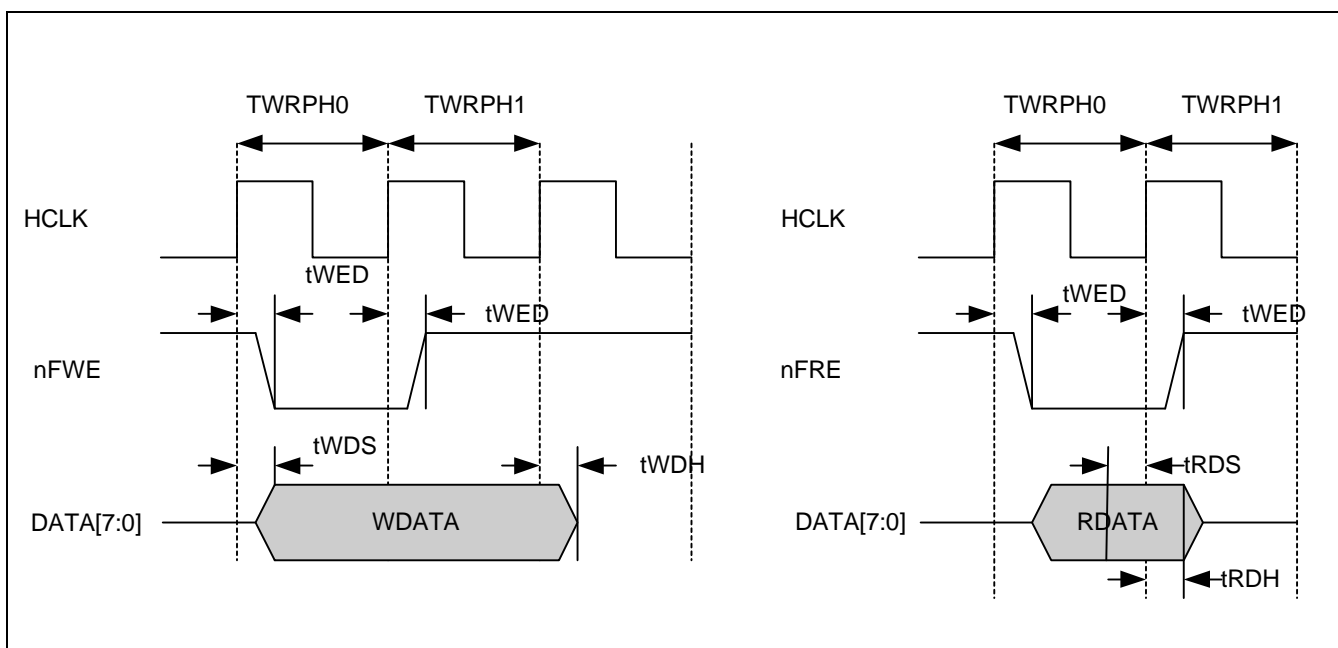 TWRPH0
TWRPH1
HCLK
tWED
tWED
nFWE
tWDS
tWDH
DATA[7:0]
WDATA
TWRPH0
TWRPH1
HCLK
tWED
tWED
nFRE
tRDS
DATA[7:0]
RDATA
tRDH